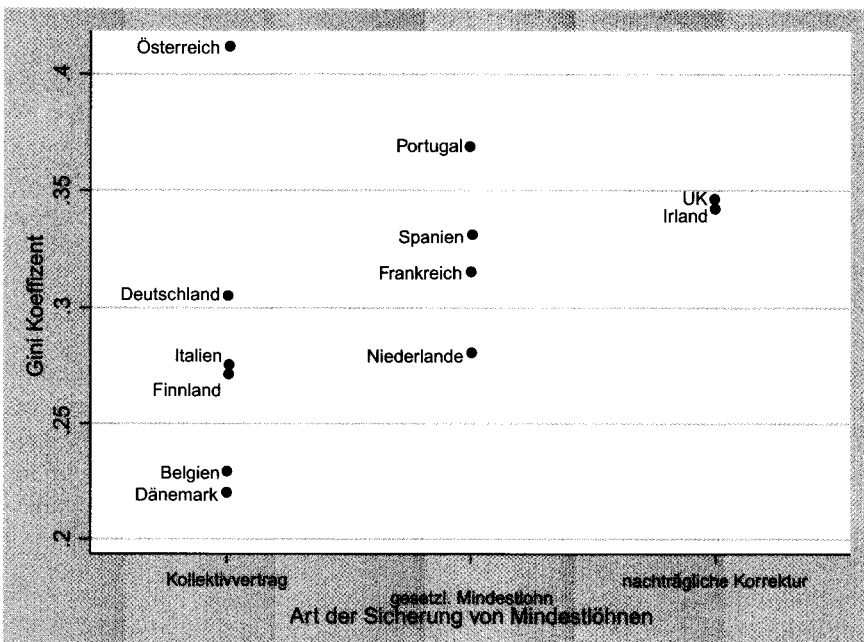 Gini Koeffizent
.4
.35
.3
.25
.2
Österreich
Portugal
UK
Irland
Spanien
Frankreich
Deutschland
Italien
Niederlande
Finnland
Belgien
Dänemark
Kollektivvertrag
gesetzl. Mindestlohn
nachträgliche Korrektur
Art der Sicherung von Mindestlöhnen